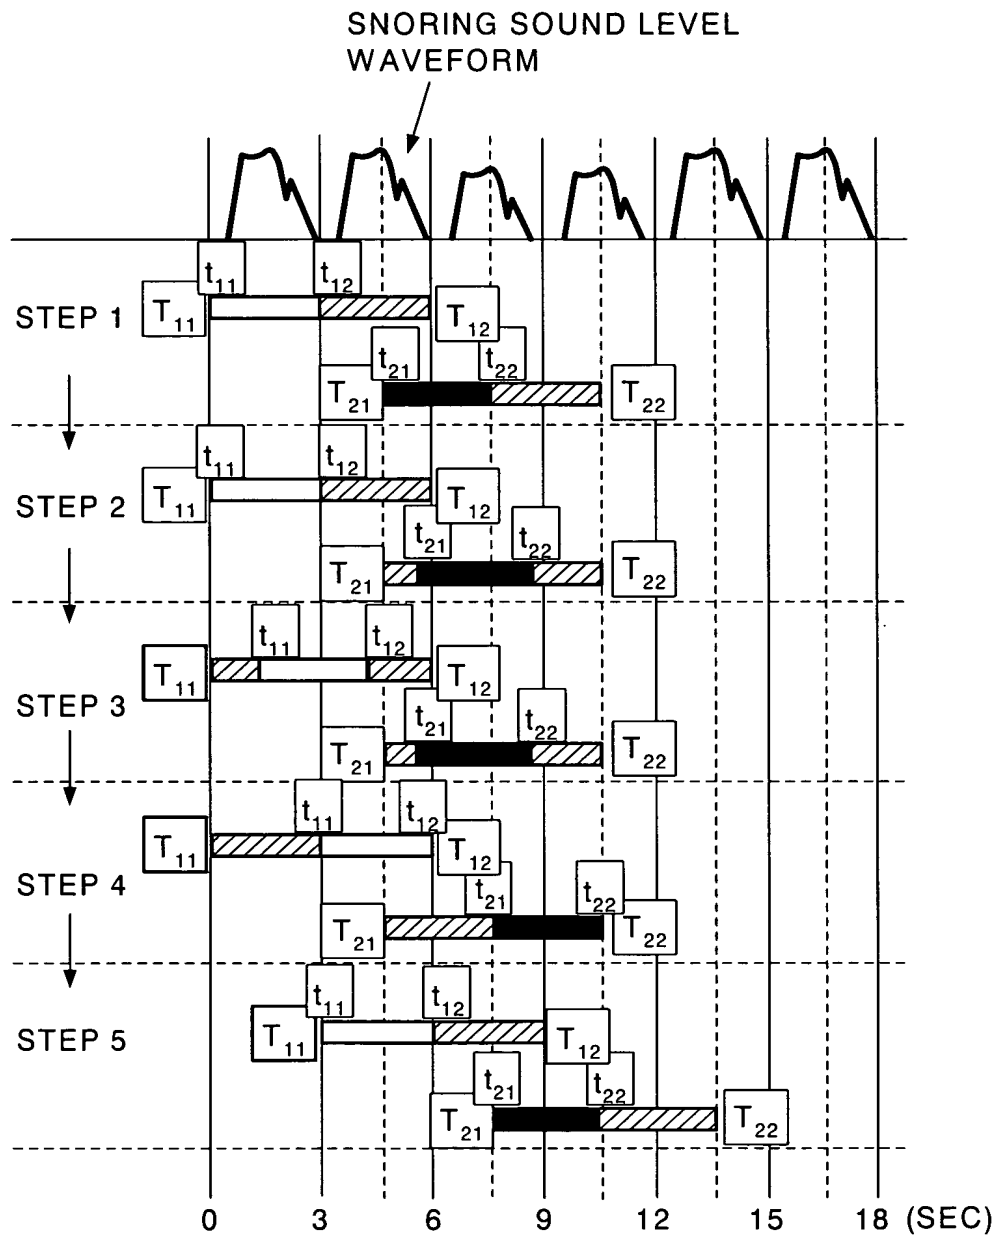 SNORING SOUND LEVEL
WAVEFORM
t11 t12
STEP 1 T11 T12
t21 t22
T21 T22
t11 t12
STEP 2 T11 T12
t21 t22
T21 T22
t11 t12
T11 T12
STEP 3 t21 t22
T21 T22
t11 t12
T11 T12
STEP 4 t21 t22
T21 T22
t11 t12
STEP 5 T11 T12
t21 t22
T21 T22
0 3 6 9 12 15 18 (SEC)